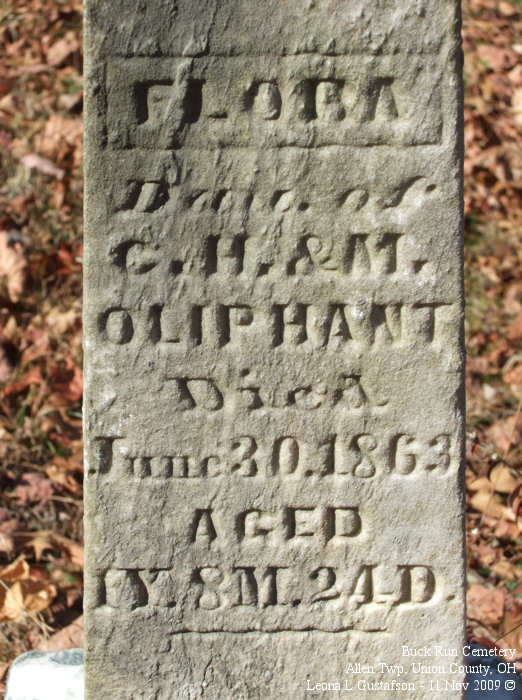 FLORA
Dau. of
C. H. & M.
OLIPHANT
Died
June 30. 1863
AGED
1Y. 8M. 24D.
Buck Run Cemetery
Allen Twp. Union County, OH
Leona L. Gustafson - 11 Nov 2009 ©